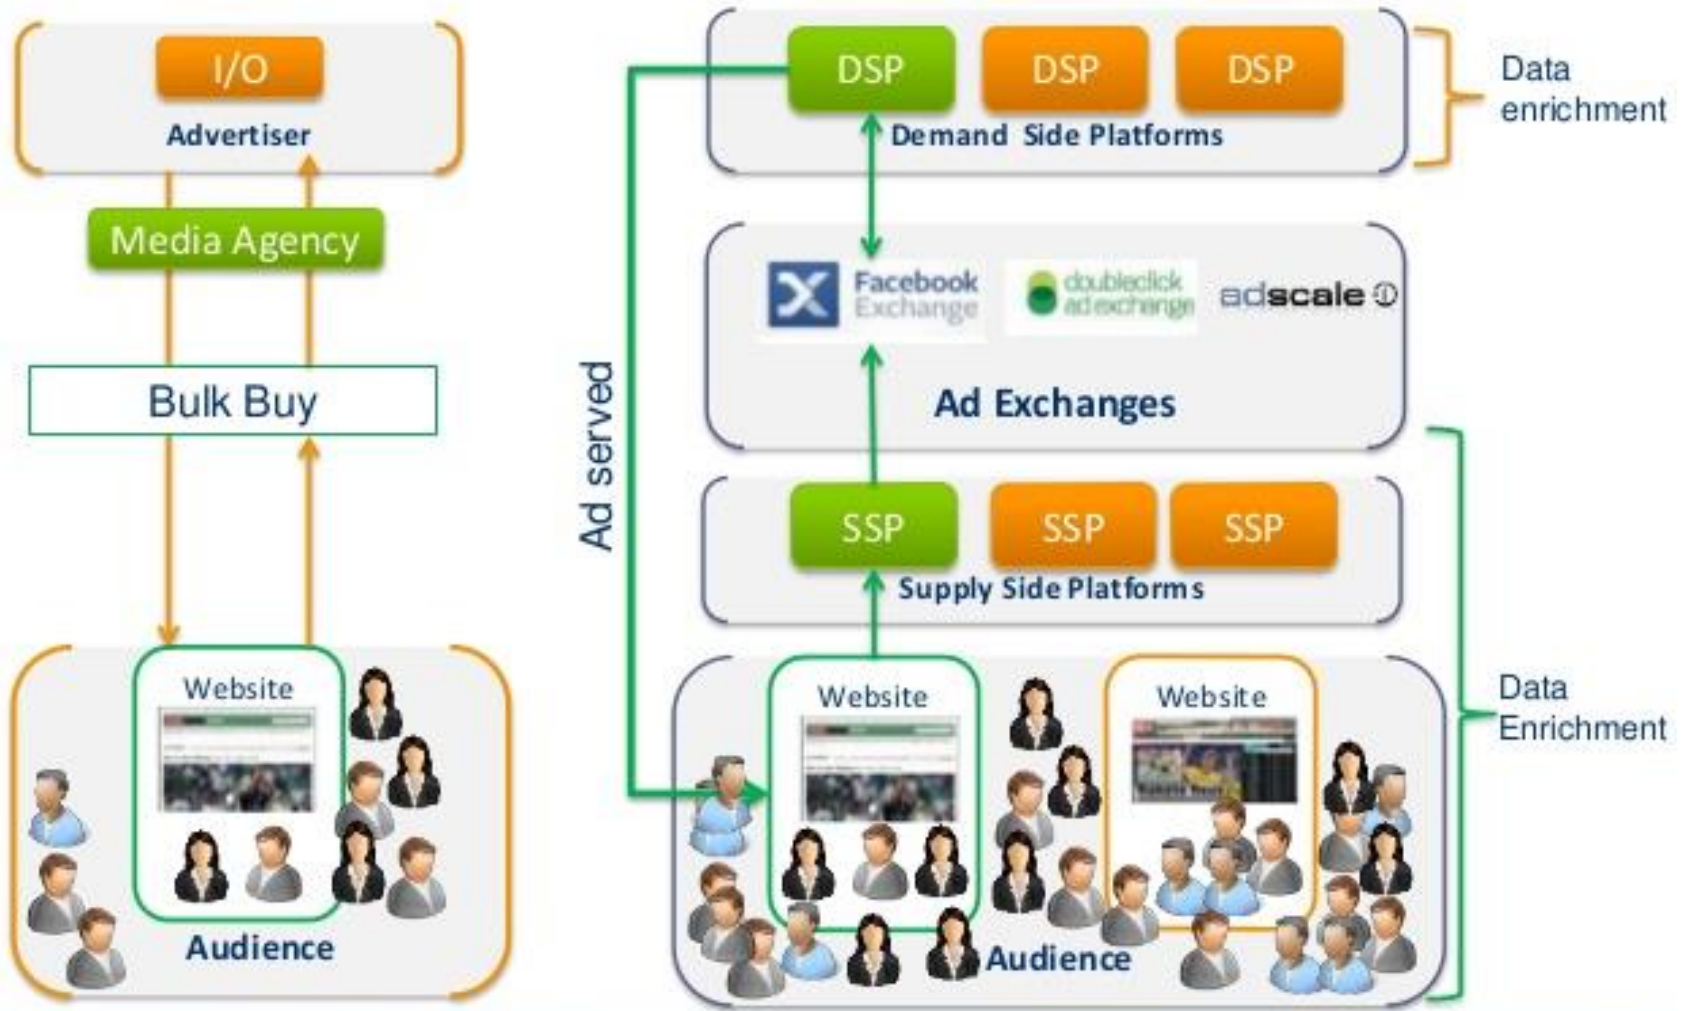 I/O
Advertiser
Media Agency
Bulk Buy
Website
Audience
DSP
DSP
DSP
Demand Side Platforms
Data
enrichment
Facebook
Exchange
doubleclick
ad exchange
adscale
Ad Exchanges
Ad served
SSP
SSP
SSP
Supply Side Platforms
Website
Website
Audience
Data
Enrichment